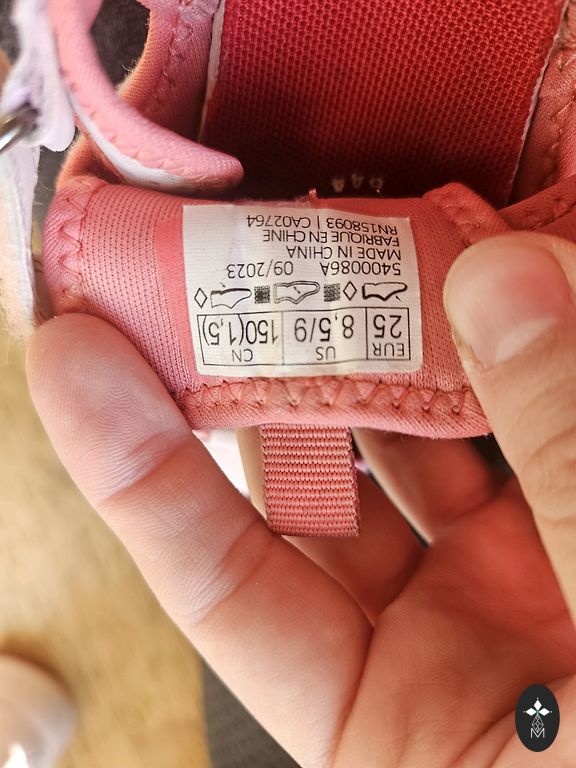 EUR US CN
25 8,5/9 150(1,5)
5400086A 09/2023
MADE IN CHINA
FABRIQUE EN CHINE
RN158093 | CA02764